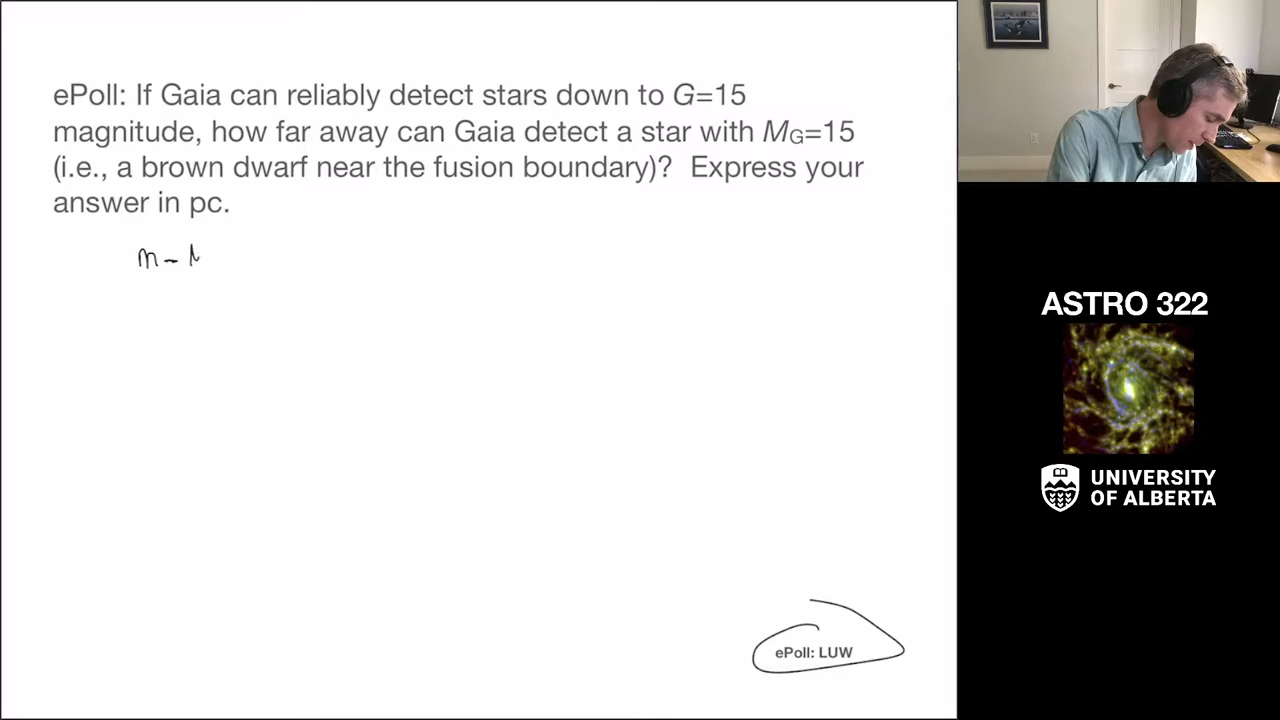 ePoll: If Gaia can reliably detect stars down to G=15
magnitude, how far away can Gaia detect a star with MG=15
(i.e., a brown dwarf near the fusion boundary)? Express your
answer in pc.
m -
ePoll: LUW
ASTRO 322
UNIVERSITY
OF ALBERTA